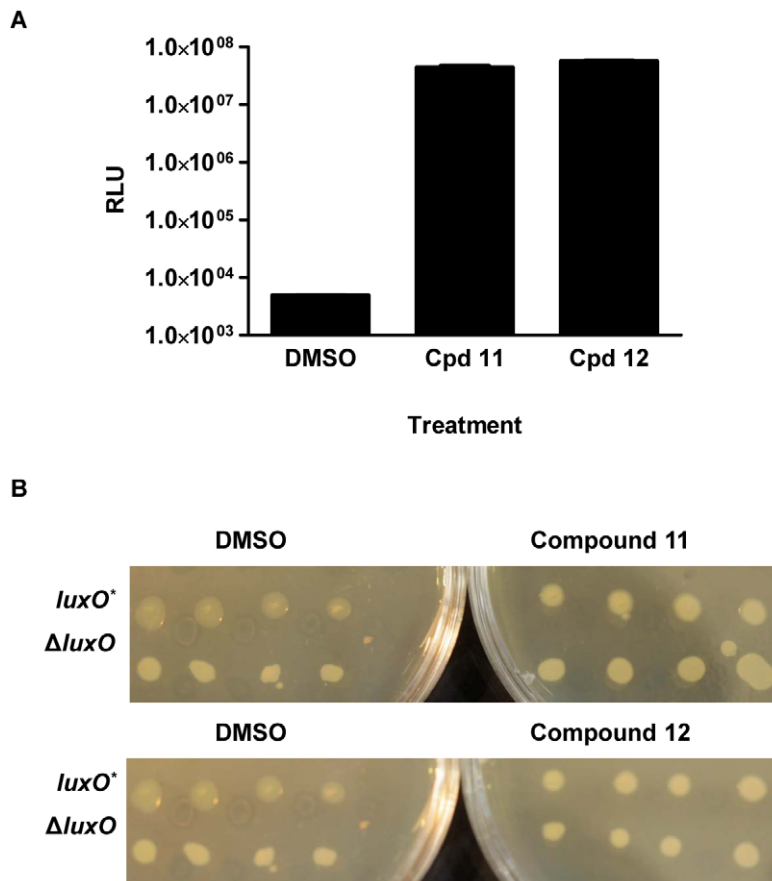 A
1.0×10⁰⁸
1.0×10⁰⁷
1.0×10⁰⁶
1.0×10⁰⁵
1.0×10⁰⁴
1.0×10⁰³
RLU
DMSO Cpd 11 Cpd 12
Treatment
B
DMSO Compound 11
luxO*
ΔluxO
DMSO Compound 12
luxO*
ΔluxO